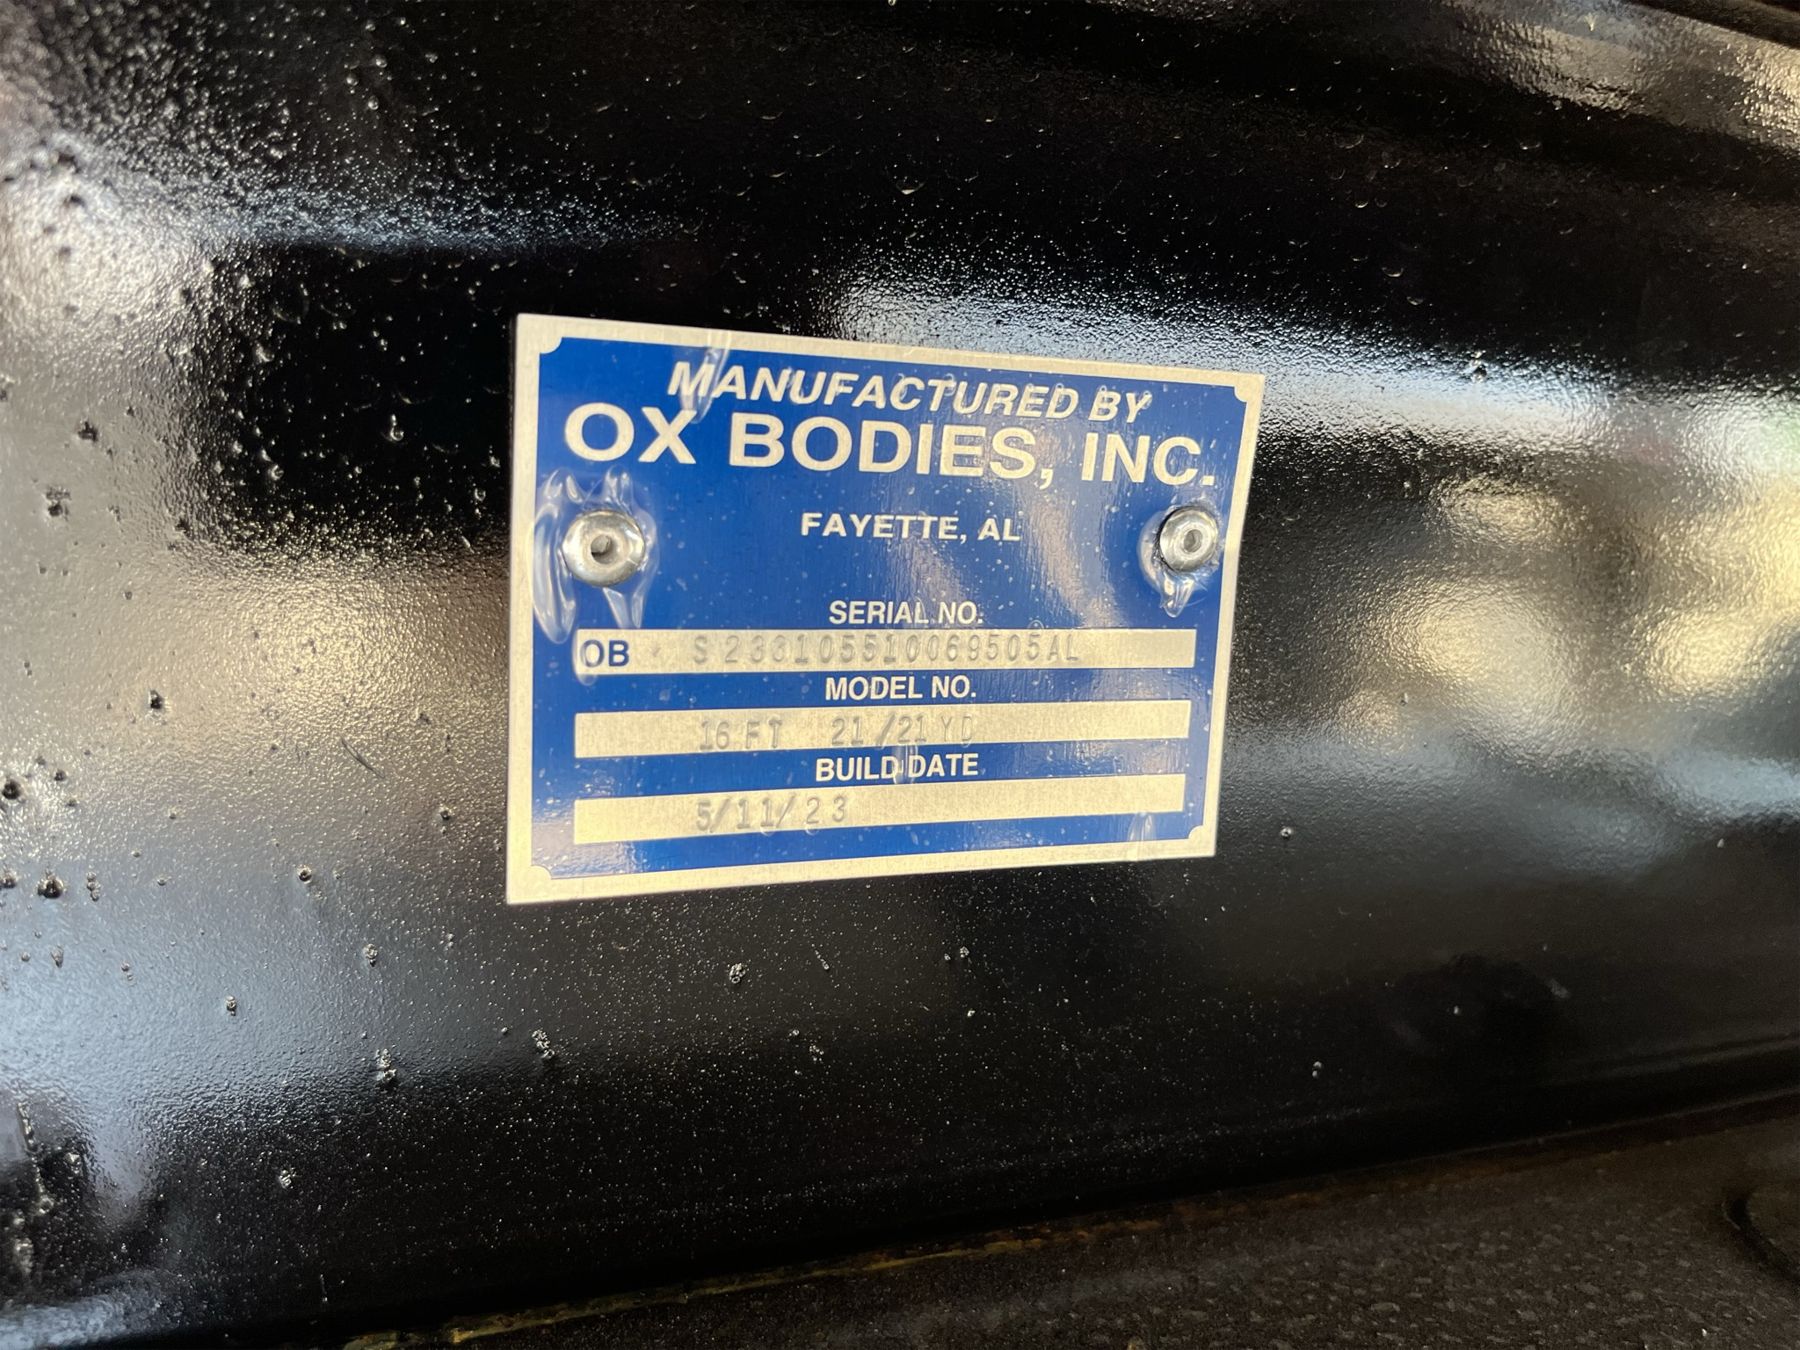 MANUFACTURED BY
OX BODIES, INC.
FAYETTE, AL
SERIAL NO.
OB S233105510069505AL
MODEL NO.
16 FT 21/21 YD
BUILD DATE
5/11/23